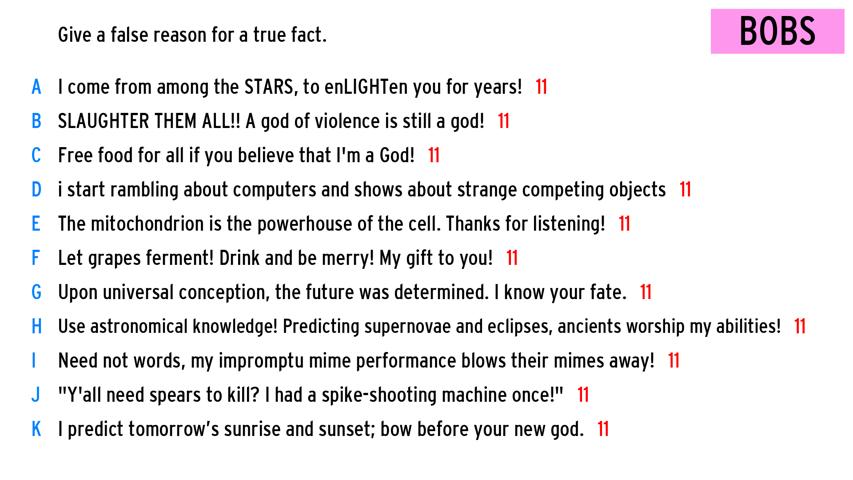 Give a false reason for a true fact.
BOBS
A I come from among the STARS, to enLIGHTen you for years! 11
B SLAUGHTER THEM ALL!! A god of violence is still a god! 11
C Free food for all if you believe that I'm a God! 11
D i start rambling about computers and shows about strange competing objects 11
E The mitochondrion is the powerhouse of the cell. Thanks for listening! 11
F Let grapes ferment! Drink and be merry! My gift to you! 11
G Upon universal conception, the future was determined. I know your fate. 11
H Use astronomical knowledge! Predicting supernovae and eclipses, ancients worship my abilities! 11
I Need not words, my impromptu mime performance blows their mimes away! 11
J "Y'all need spears to kill? I had a spike-shooting machine once!" 11
K I predict tomorrow’s sunrise and sunset; bow before your new god. 11